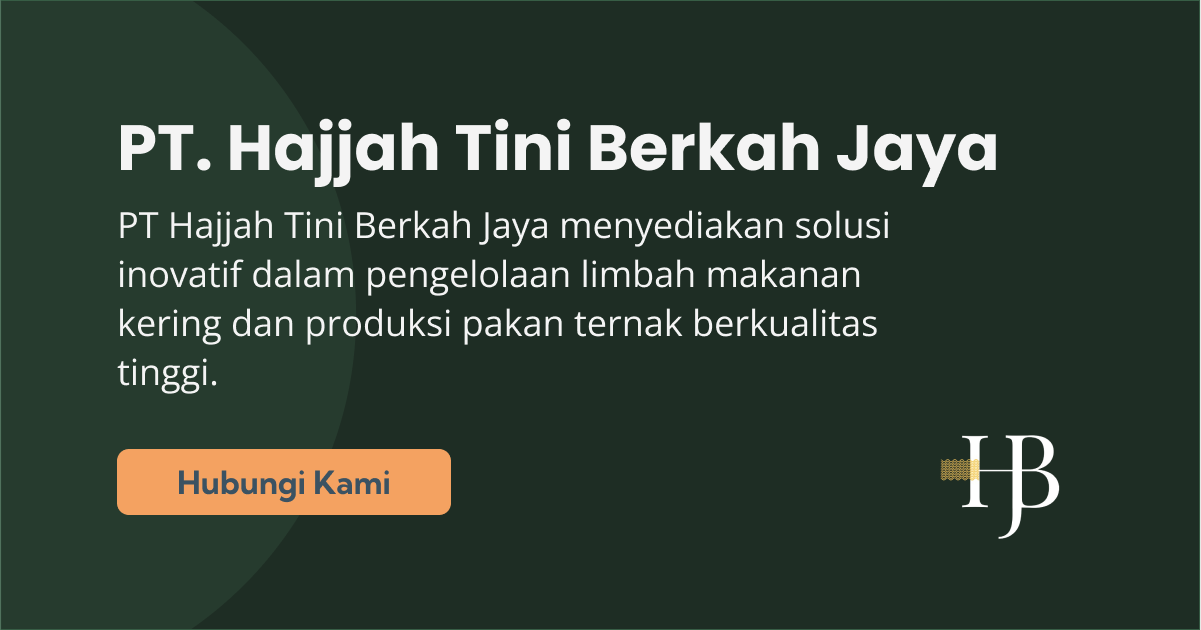 PT. Hajjah Tini Berkah Jaya
PT Hajjah Tini Berkah Jaya menyediakan solusi
inovatif dalam pengelolaan limbah makanan
kering dan produksi pakan ternak berkualitas
tinggi.
Hubungi Kami
HJB